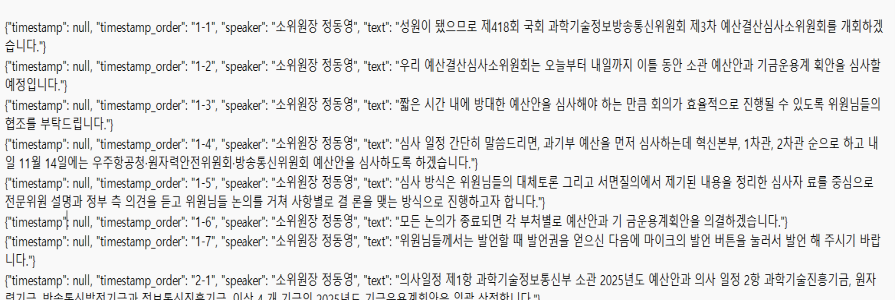 {"timestamp": null, "timestamp_order": "1-1", "speaker": "소위원장 정동영", "text": "성원이 됐으므로 제418회 국회 과학기술정보방송통신위원회 제3차 예산결산심사소위원회를 개회하겠
습니다."}
{"timestamp": null, "timestamp_order": "1-2", "speaker": "소위원장 정동영", "text": "우리 예산결산심사소위원회는 오늘부터 내일까지 이틀 동안 소관 예산안과 기금운용계 획안을 심사할
예정입니다."}
{"timestamp": null, "timestamp_order": "1-3", "speaker": "소위원장 정동영", "text": "짧은 시간 내에 방대한 예산안을 심사해야 하는 만큼 회의가 효율적으로 진행될 수 있도록 위원님들의
협조를 부탁드립니다."}
{"timestamp": null, "timestamp_order": "1-4", "speaker": "소위원장 정동영", "text": "심사 일정 간단히 말씀드리면, 과기부 예산을 먼저 심사하는데 혁신본부, 1차관, 2차관 순으로 하고 내
일 11월 14일에는 우주항공청·원자력안전위원회·방송통신위원회 예산안을 심사하도록 하겠습니다."}
{"timestamp": null, "timestamp_order": "1-5", "speaker": "소위원장 정동영", "text": "심사 방식은 위원님들의 대체토론 그리고 서면질의에서 제기된 내용을 정리한 심사자 료를 중심으로
전문위원 설명과 정부 측 의견을 듣고 위원님들 논의를 거쳐 사항별로 결 론을 맺는 방식으로 진행하고자 합니다."}
{"timestamp": null, "timestamp_order": "1-6", "speaker": "소위원장 정동영", "text": "모든 논의가 종료되면 각 부처별로 예산안과 기 금운용계획안을 의결하겠습니다."}
{"timestamp": null, "timestamp_order": "1-7", "speaker": "소위원장 정동영", "text": "위원님들께서는 발언할 때 발언권을 얻으신 다음에 마이크의 발언 버튼을 눌러서 발언 해 주시기 바랍
니다."}
{"timestamp": null, "timestamp_order": "2-1", "speaker": "소위원장 정동영", "text": "의사일정 제1항 과학기술정보통신부 소관 2025년도 예산안과 의사 일정 2항 과학기술진흥기금, 원자
력기금, 방송통신발전기금과 정보통신진흥기금, 이상 4 개 기금의 2025년도 기금운용계획안을 일괄 상정합니다."}